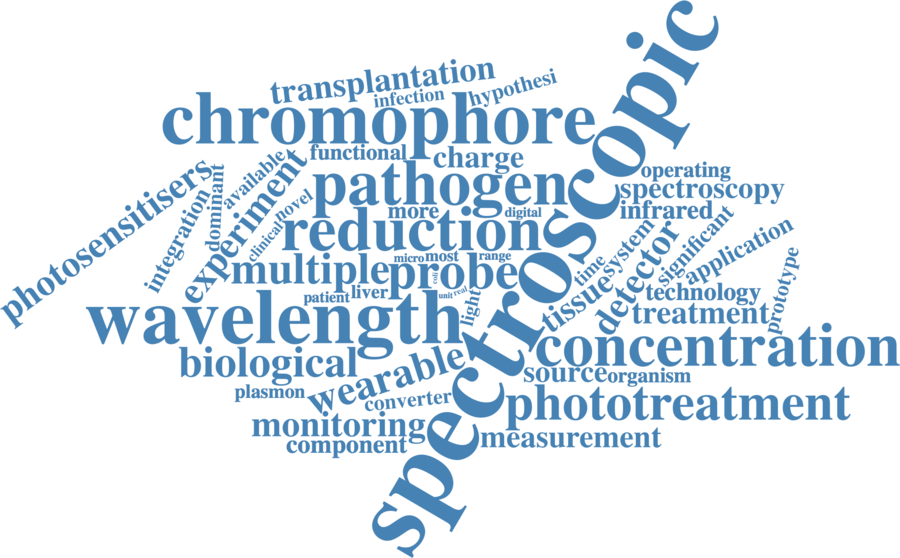 spectroscopic
transplantation
infection
hypothesi
chromophore
functional
charge
photosensitisers
integration
dominant
available
experiment
clinical
novel
pathogen
more
digital
reduction
operating
spectroscopy
infrared
multiple
micro
most
range
probe
coli
unit
real
patient
liver
light
wavelength
time
tissue
system
detector
significant
application
prototype
technology
treatment
concentration
biological
wearable
source
organism
plasmon
converter
phototreatment
monitoring
component
measurement